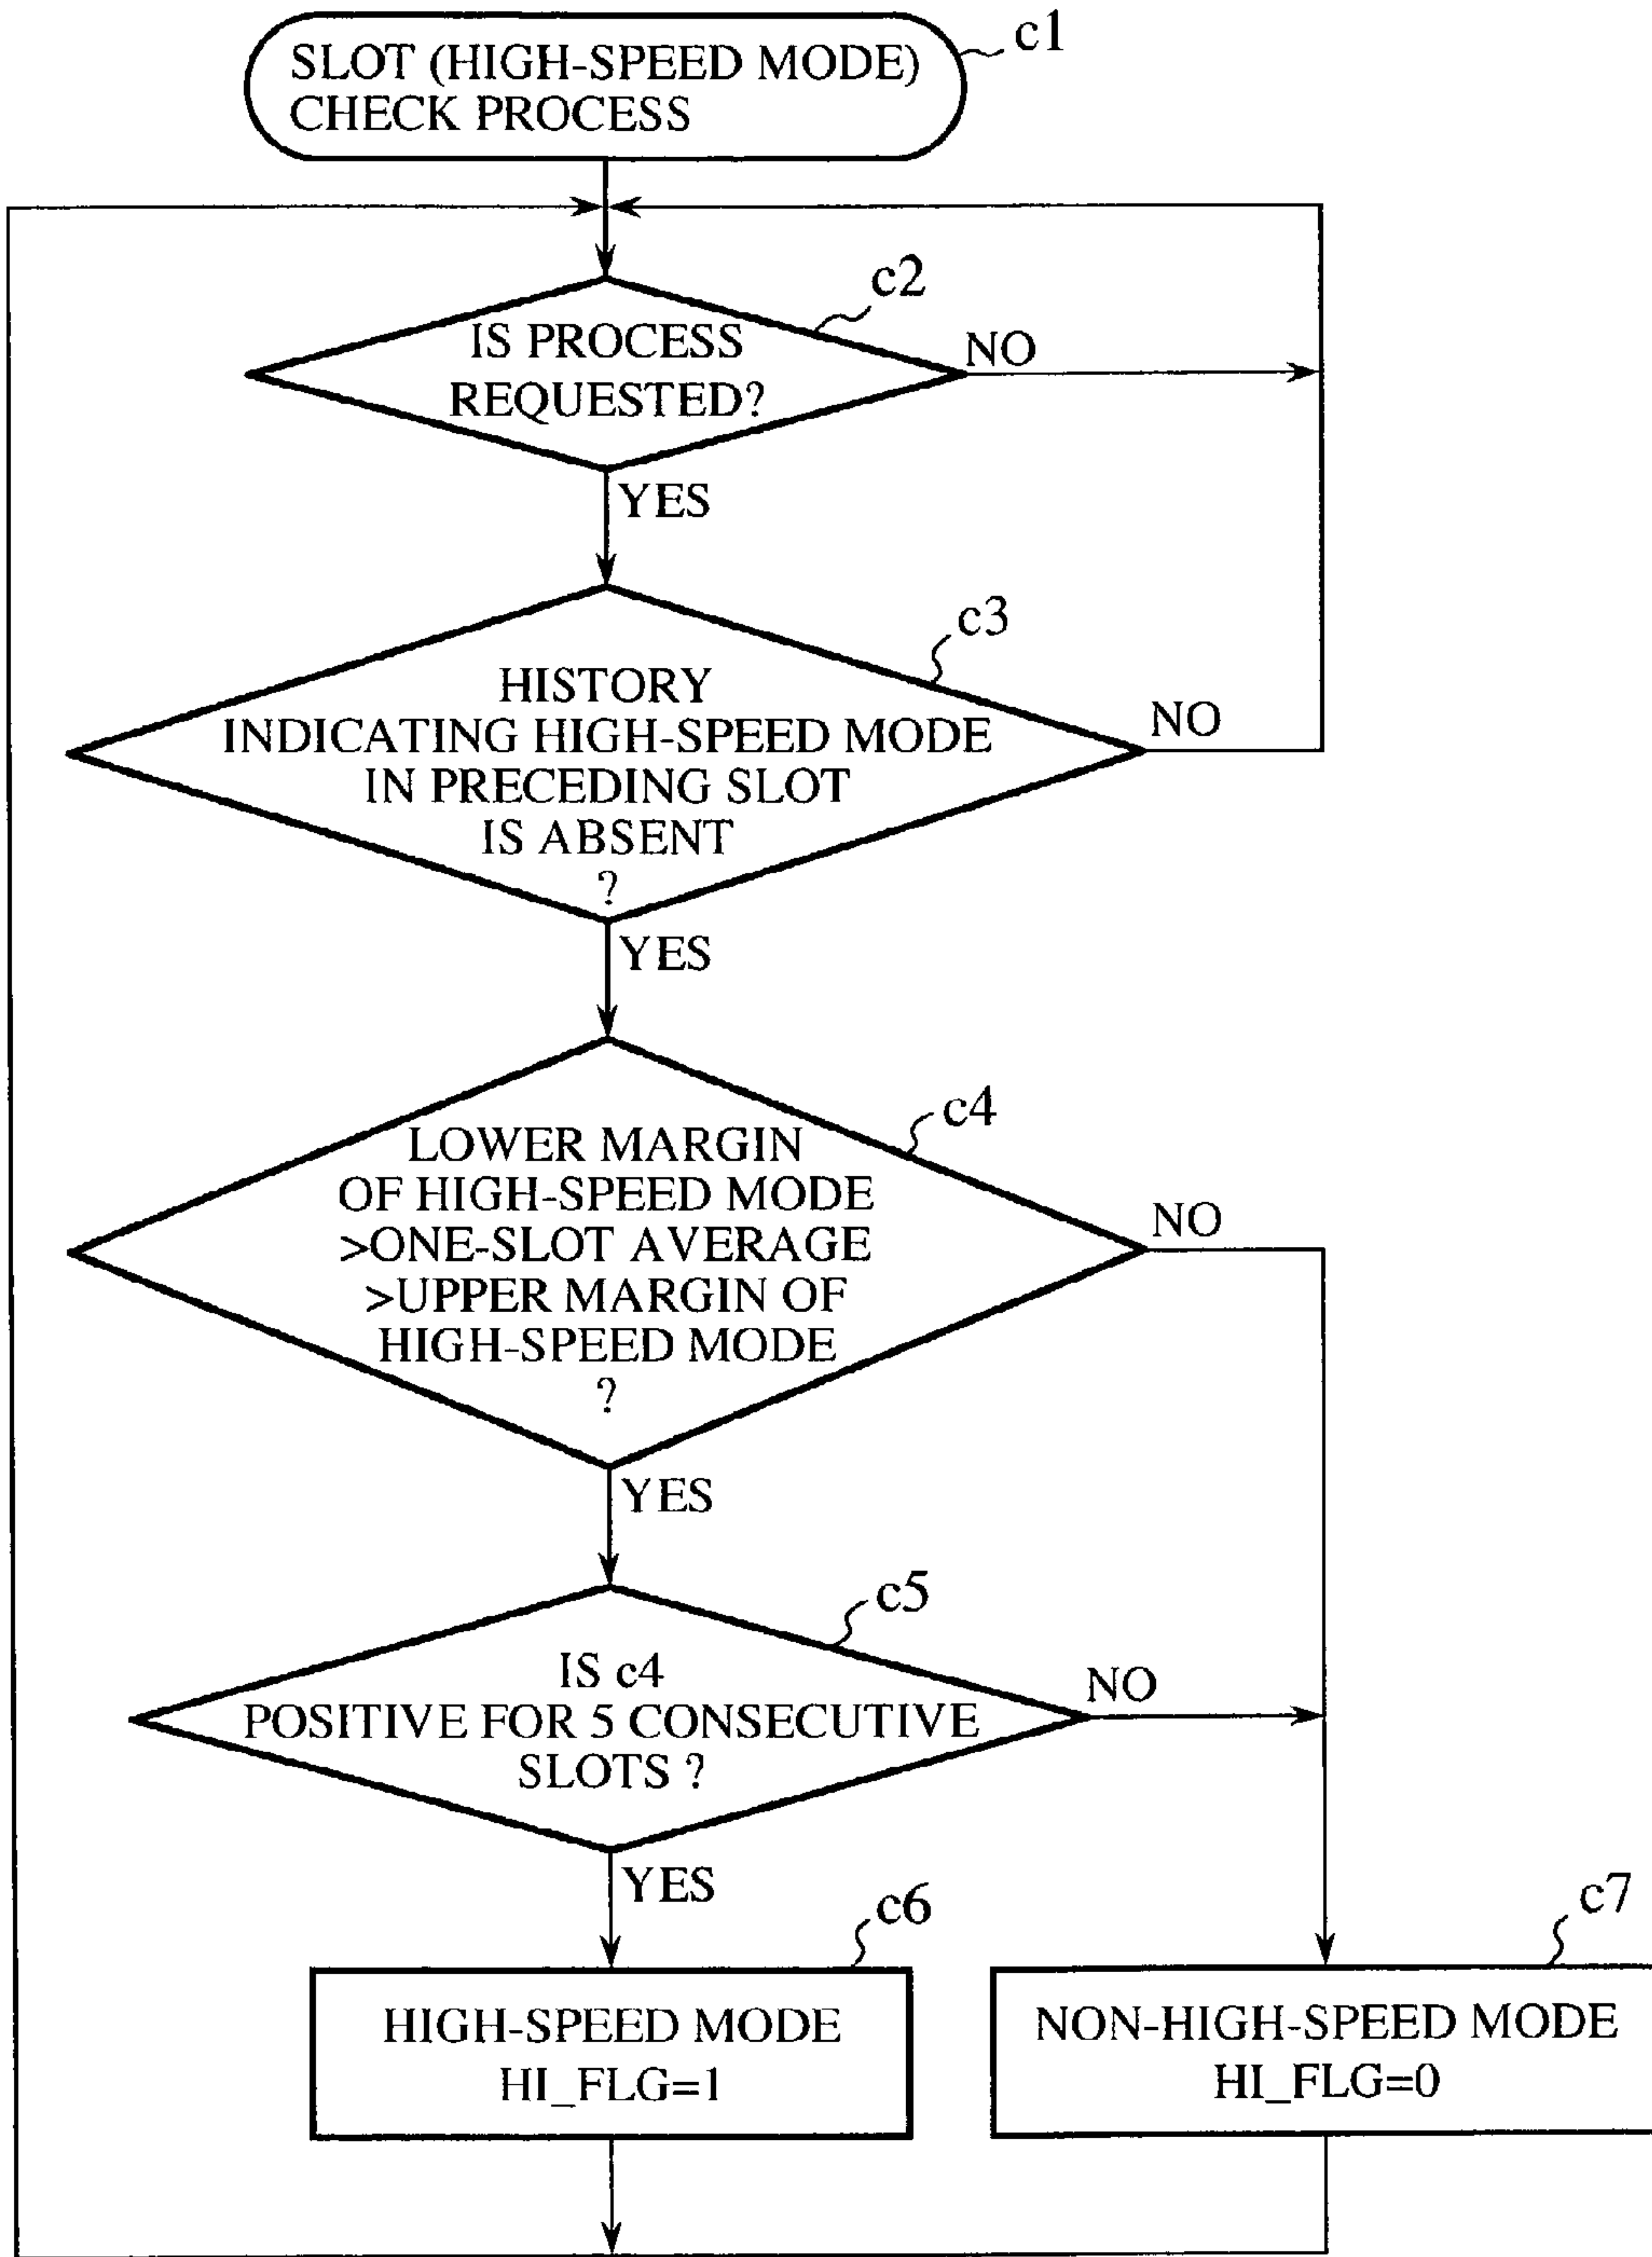 SLOT (HIGH-SPEED MODE)
CHECK PROCESS
c1
c2
IS PROCESS
REQUESTED?
NO
YES
c3
HISTORY
INDICATING HIGH-SPEED MODE
IN PRECEDING SLOT
IS ABSENT
?
NO
YES
c4
LOWER MARGIN
OF HIGH-SPEED MODE
>ONE-SLOT AVERAGE
>UPPER MARGIN OF
HIGH-SPEED MODE
?
NO
YES
c5
IS c4
POSITIVE FOR 5 CONSECUTIVE
SLOTS ?
NO
YES
c6
HIGH-SPEED MODE
HI_FLG=1
c7
NON-HIGH-SPEED MODE
HI_FLG=0